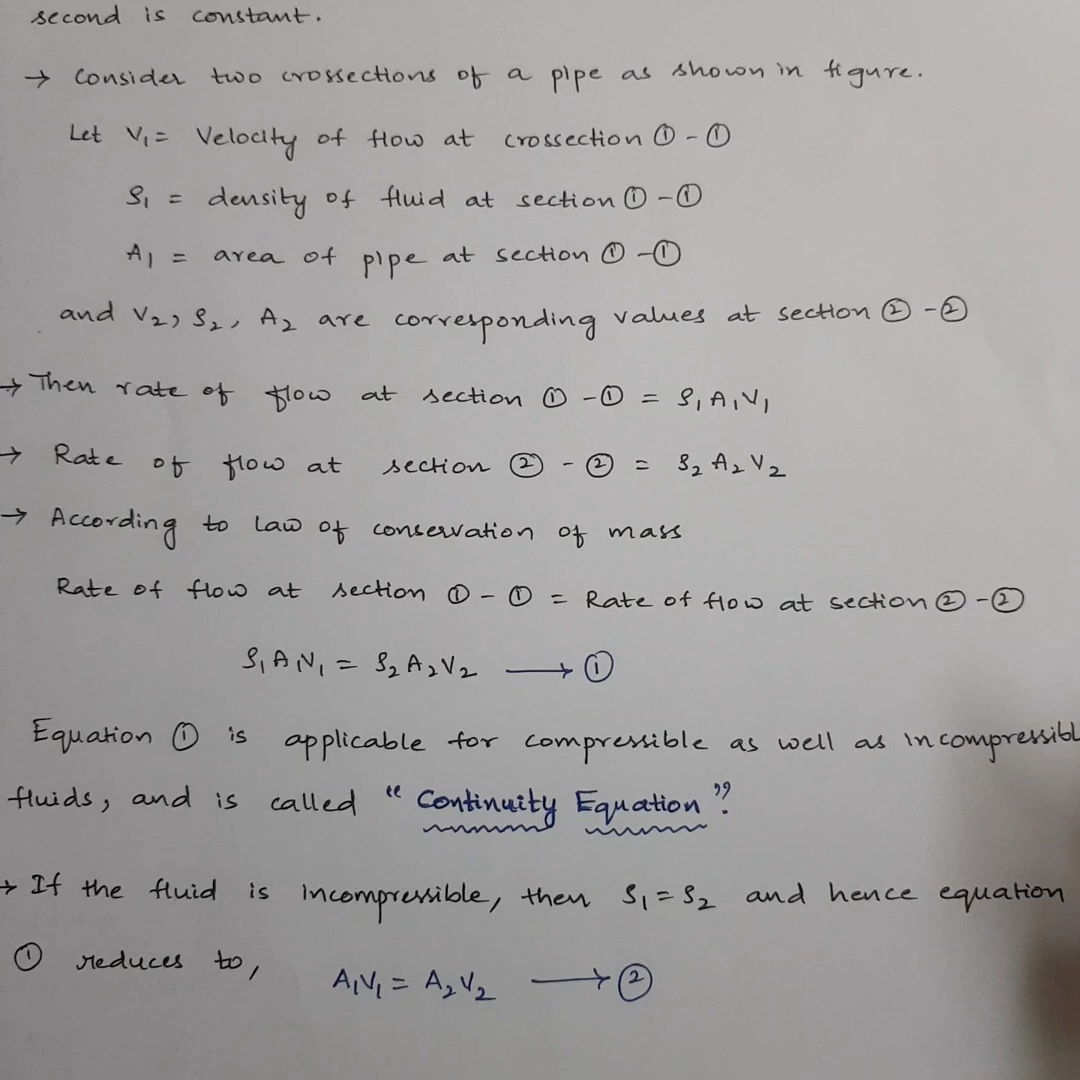 second is constant.
→ Consider two crossections of a pipe as shown in figure.
Let V₁ = Velocity of flow at crossection ①-①
ρ₁ = density of fluid at section ①-①
A₁ = area of pipe at section ①-①
and V₂, ρ₂, A₂ are corresponding values at section ②-②
→ Then rate of flow at section ①-① = ρ₁A₁V₁
→ Rate of flow at section ②-② = ρ₂A₂V₂
→ According to law of conservation of mass
Rate of flow at section ①-① = Rate of flow at section ②-②
ρ₁A₁V₁ = ρ₂A₂V₂ → ①
Equation ① is applicable for compressible as well as incompressibl
fluids, and is called "Continuity Equation".
→ If the fluid is incompressible, then ρ₁=ρ₂ and hence equation
① reduces to, A₁V₁ = A₂V₂ → ②